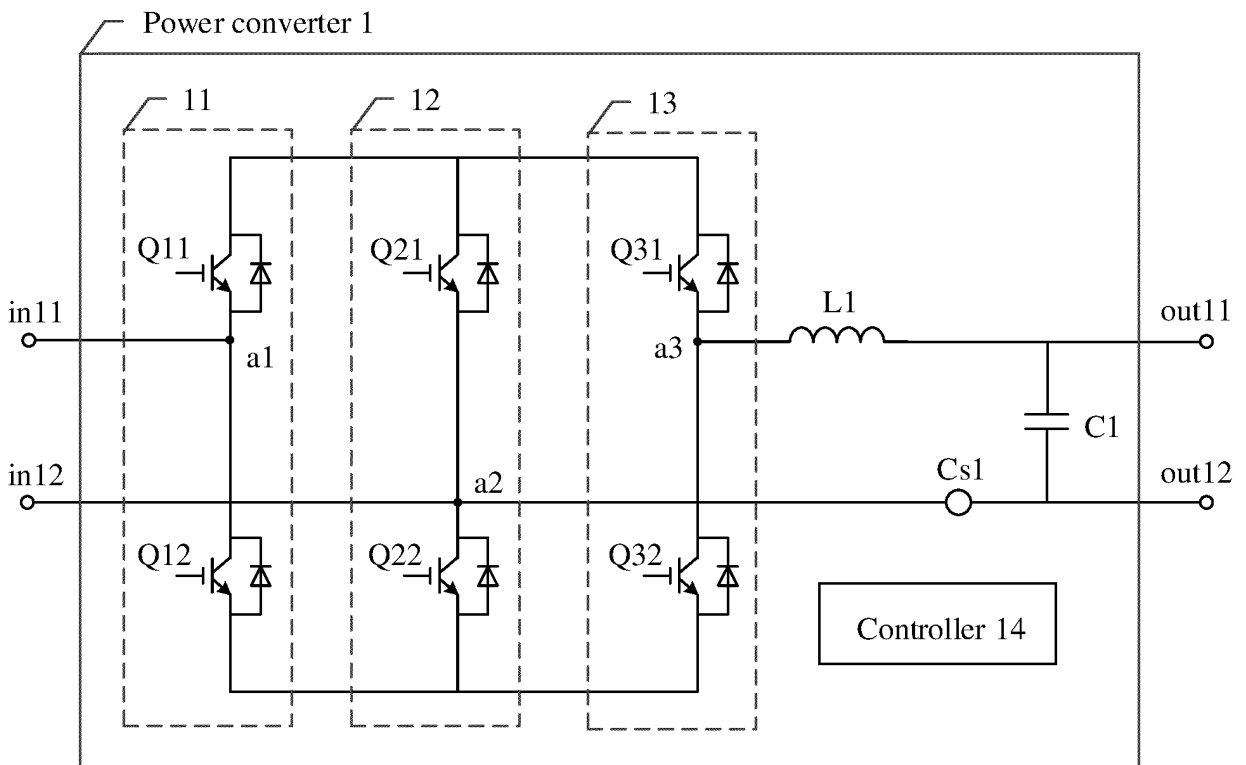 Power converter 1
11
12
13
Q11
Q21
Q31
in11
L1
out11
a1
a3
C1
in12
a2
Cs1
out12
Q12
Q22
Q32
Controller 14